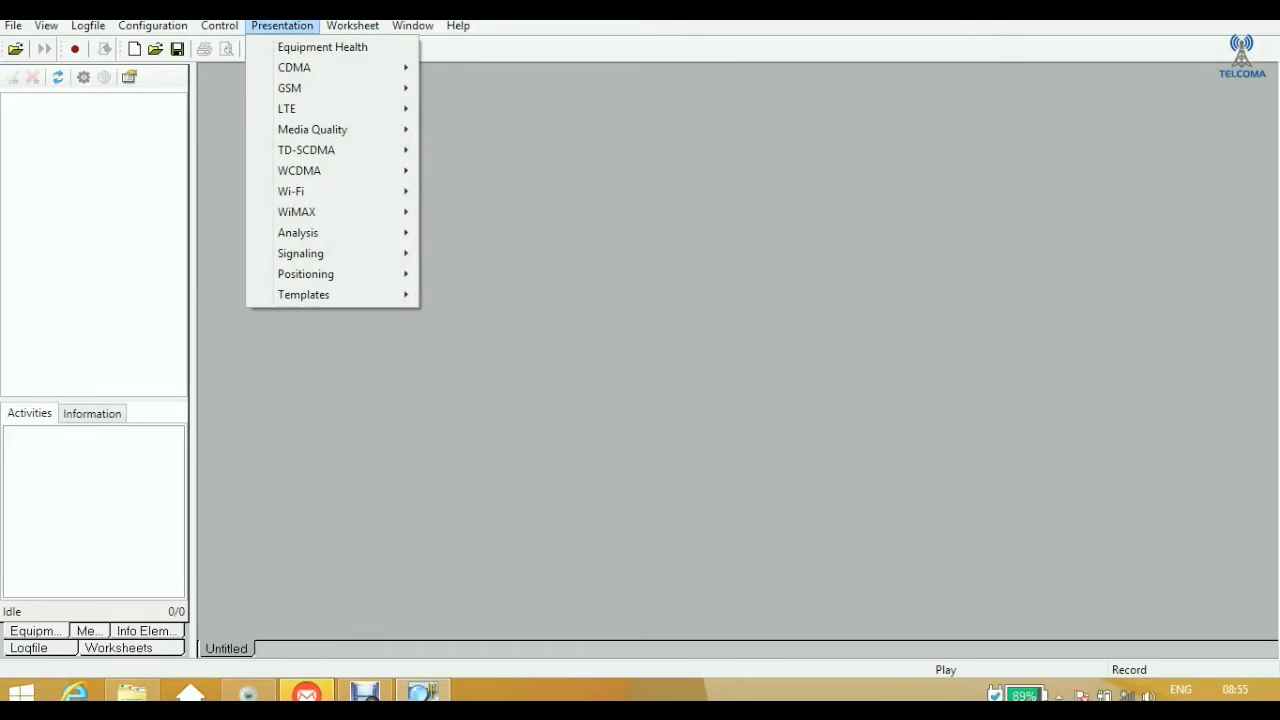 File View Logfile Configuration Control Presentation Worksheet Window Help
TELCOMA
Equipment Health
CDMA
GSM
LTE
Media Quality
TD-SCDMA
WCDMA
Wi-Fi
WiMAX
Analysis
Signaling
Positioning
Templates
Activities Information
Idle 0/0
Equipm... Me... Info Elem...
Logfile Worksheets
Untitled
Play Record
89% ENG 08:55